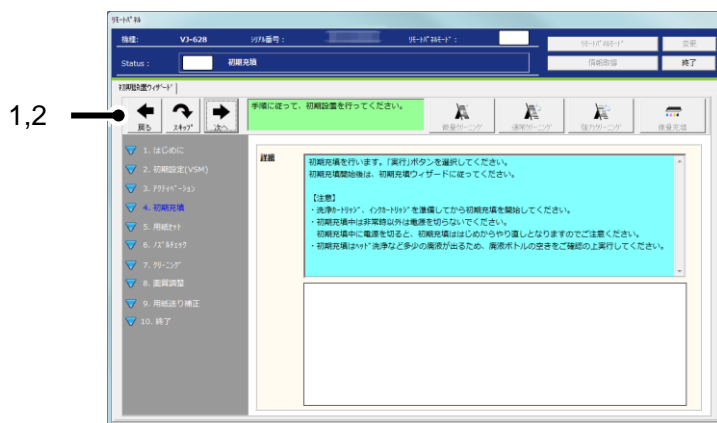 ﾘﾓｰﾄﾊﾟﾈﾙ
機種: VJ-628 ｼﾘｱﾙ番号 : ﾘﾓｰﾄﾊﾟﾈﾙﾓｰﾄﾞ : ﾘﾓｰﾄﾊﾟﾈﾙﾓｰﾄﾞ 変更
Status : 初期充填 情報取得 終了
初期設置ｳｨｻﾞｰﾄﾞ
1,2
戻る ｽｷｯﾌﾟ 次へ
手順に従って、初期設置を行ってください。
微量ｸﾘｰﾆﾝｸﾞ 通常ｸﾘｰﾆﾝｸﾞ 強力ｸﾘｰﾆﾝｸﾞ 微量充填
1. はじめに
2. 初期設定(VSM)
3. ｱｸﾃｨﾍﾞｰｼｮﾝ
4. 初期充填
5. 用紙ｾｯﾄ
6. ﾉｽﾞﾙﾁｪｯｸ
7. ｸﾘｰﾆﾝｸﾞ
8. 画質調整
9. 用紙送り補正
10. 終了
詳細
初期充填を行います。「実行」ボタンを選択してください。
初期充填開始後は、初期充填ウィザードに従ってください。
【注意】
・洗浄ｶｰﾄﾘｯｼﾞ、ｲﾝｸｶｰﾄﾘｯｼﾞを準備してから初期充填を開始してください。
・初期充填中は非常時以外は電源を切らないでください。
初期充填中に電源を切ると、初期充填ははじめからやり直しとなりますのでご注意ください。
・初期充填はﾍｯﾄﾞ洗浄など多少の廃液が出るため、廃液ボトルの空きをご確認の上実行してください。